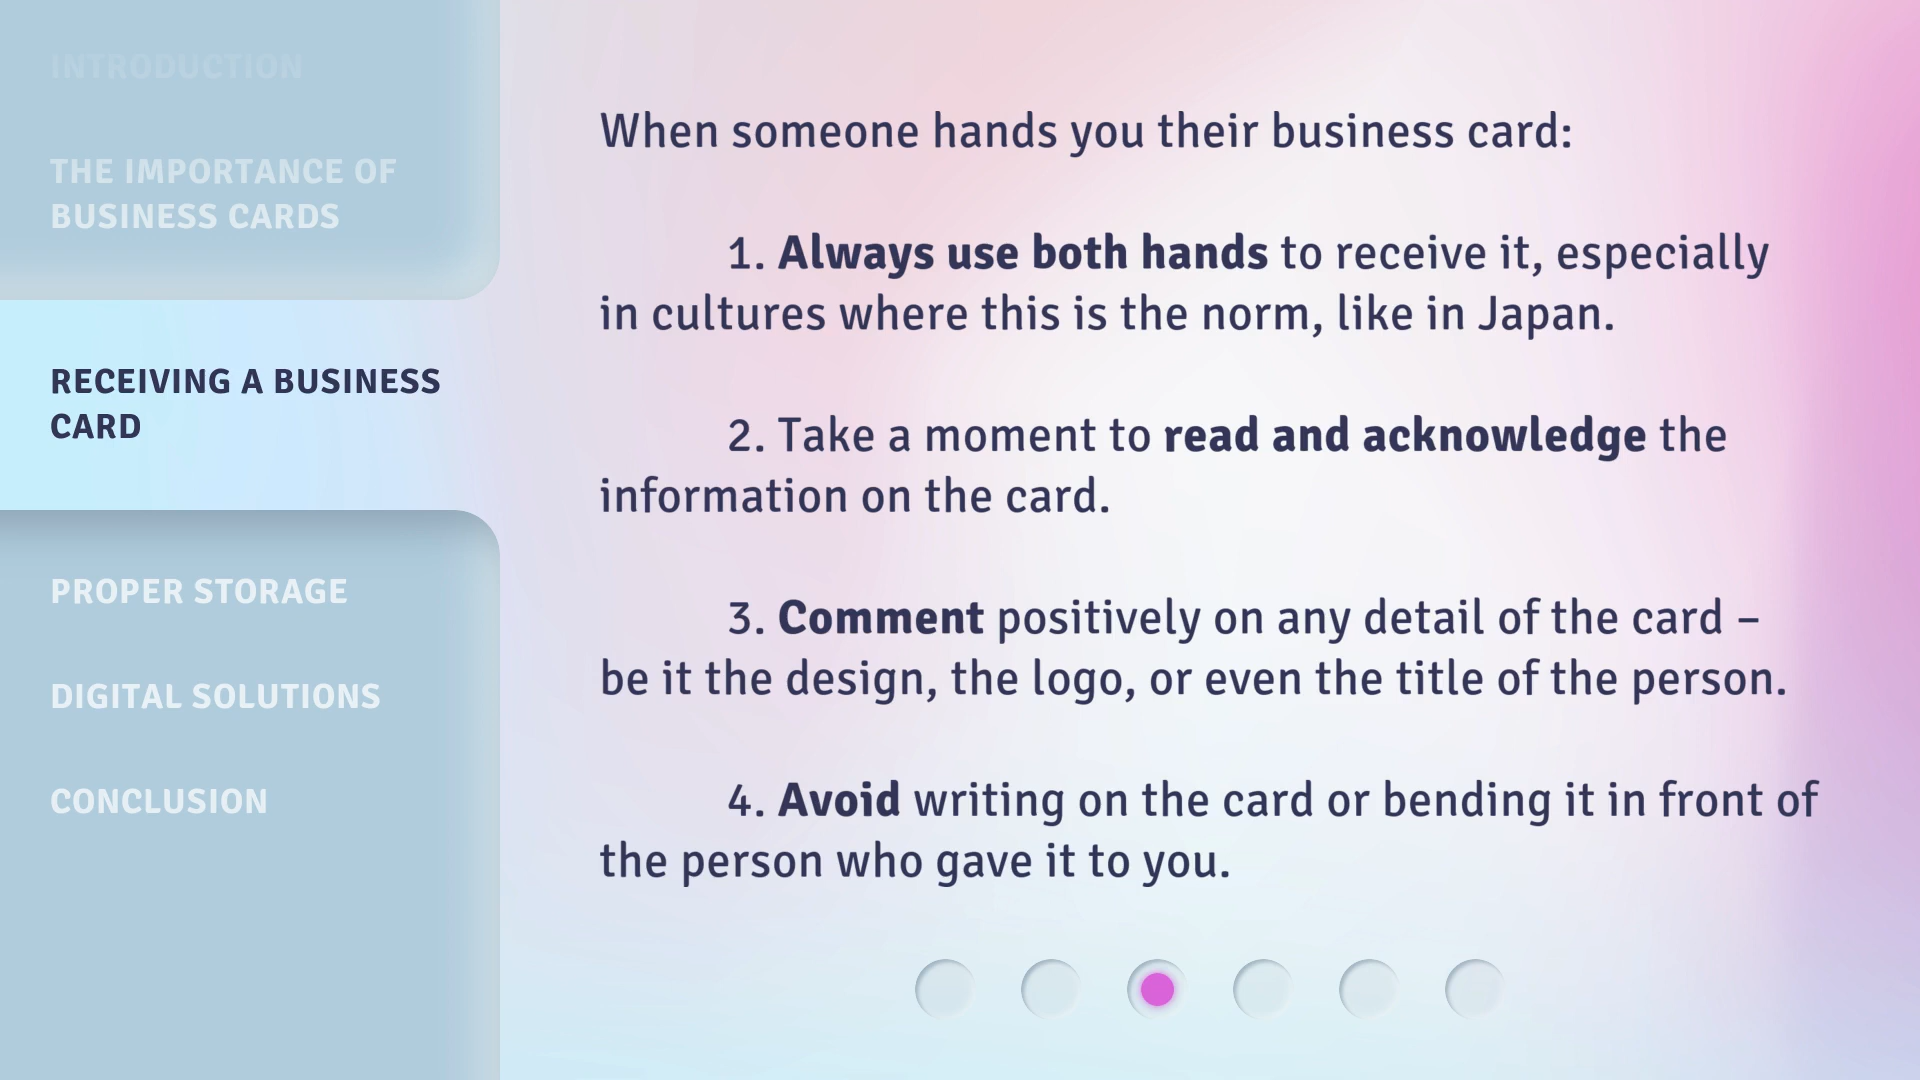 INTRODUCTION
THE IMPORTANCE OF
BUSINESS CARDS
RECEIVING A BUSINESS
CARD
PROPER STORAGE
DIGITAL SOLUTIONS
CONCLUSION
When someone hands you their business card:
1. Always use both hands to receive it, especially
in cultures where this is the norm, like in Japan.
2. Take a moment to read and acknowledge the
information on the card.
3. Comment positively on any detail of the card –
be it the design, the logo, or even the title of the person.
4. Avoid writing on the card or bending it in front of
the person who gave it to you.